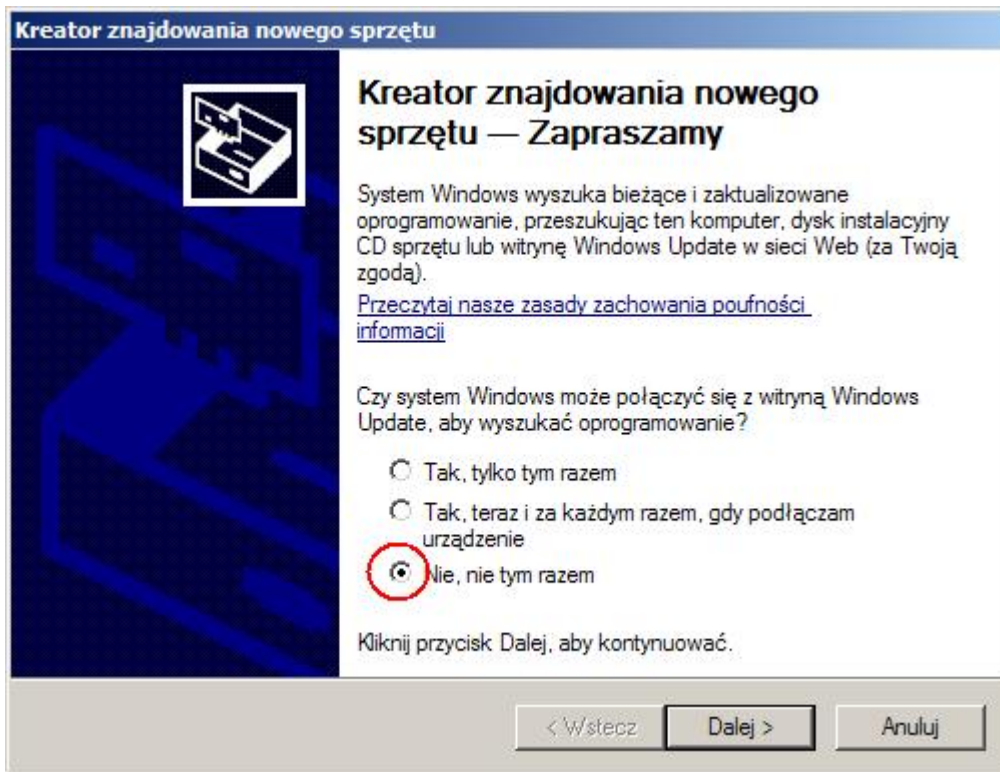 Kreator znajdowania nowego sprzętu
Kreator znajdowania nowego
sprzętu — Zapraszamy
System Windows wyszuka bieżące i zaktualizowane
oprogramowanie, przeszukując ten komputer, dysk instalacyjny
CD sprzętu lub witrynę Windows Update w sieci Web (za Twoją
zgodą).
Przeczytaj nasze zasady zachowania poufności
informacji
Czy system Windows może połączyć się z witryną Windows
Update, aby wyszukać oprogramowanie?
Tak, tylko tym razem
Tak, teraz i za każdym razem, gdy podłączam
urządzenie
Nie, nie tym razem
Kliknij przycisk Dalej, aby kontynuować.
< Wstecz
Dalej >
Anuluj